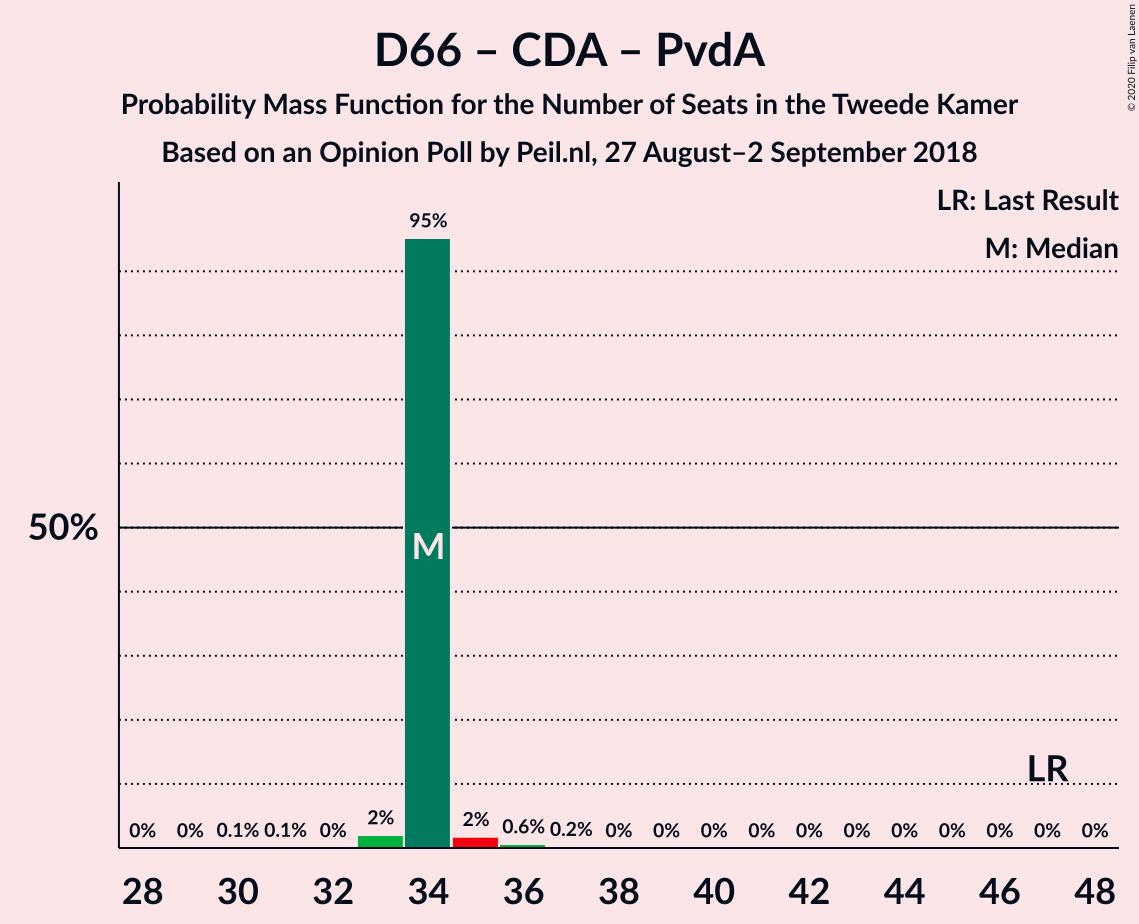 D66 – CDA – PvdA
Probability Mass Function for the Number of Seats in the Tweede Kamer
Based on an Opinion Poll by Peil.nl, 27 August–2 September 2018
© 2020 Filip van Laenen
LR: Last Result
M: Median
95%
50%
M
LR
0% 0% 0.1% 0.1% 0% 2% 2% 0.6% 0.2% 0% 0% 0% 0% 0% 0% 0% 0% 0% 0% 0%
28 30 32 34 36 38 40 42 44 46 48